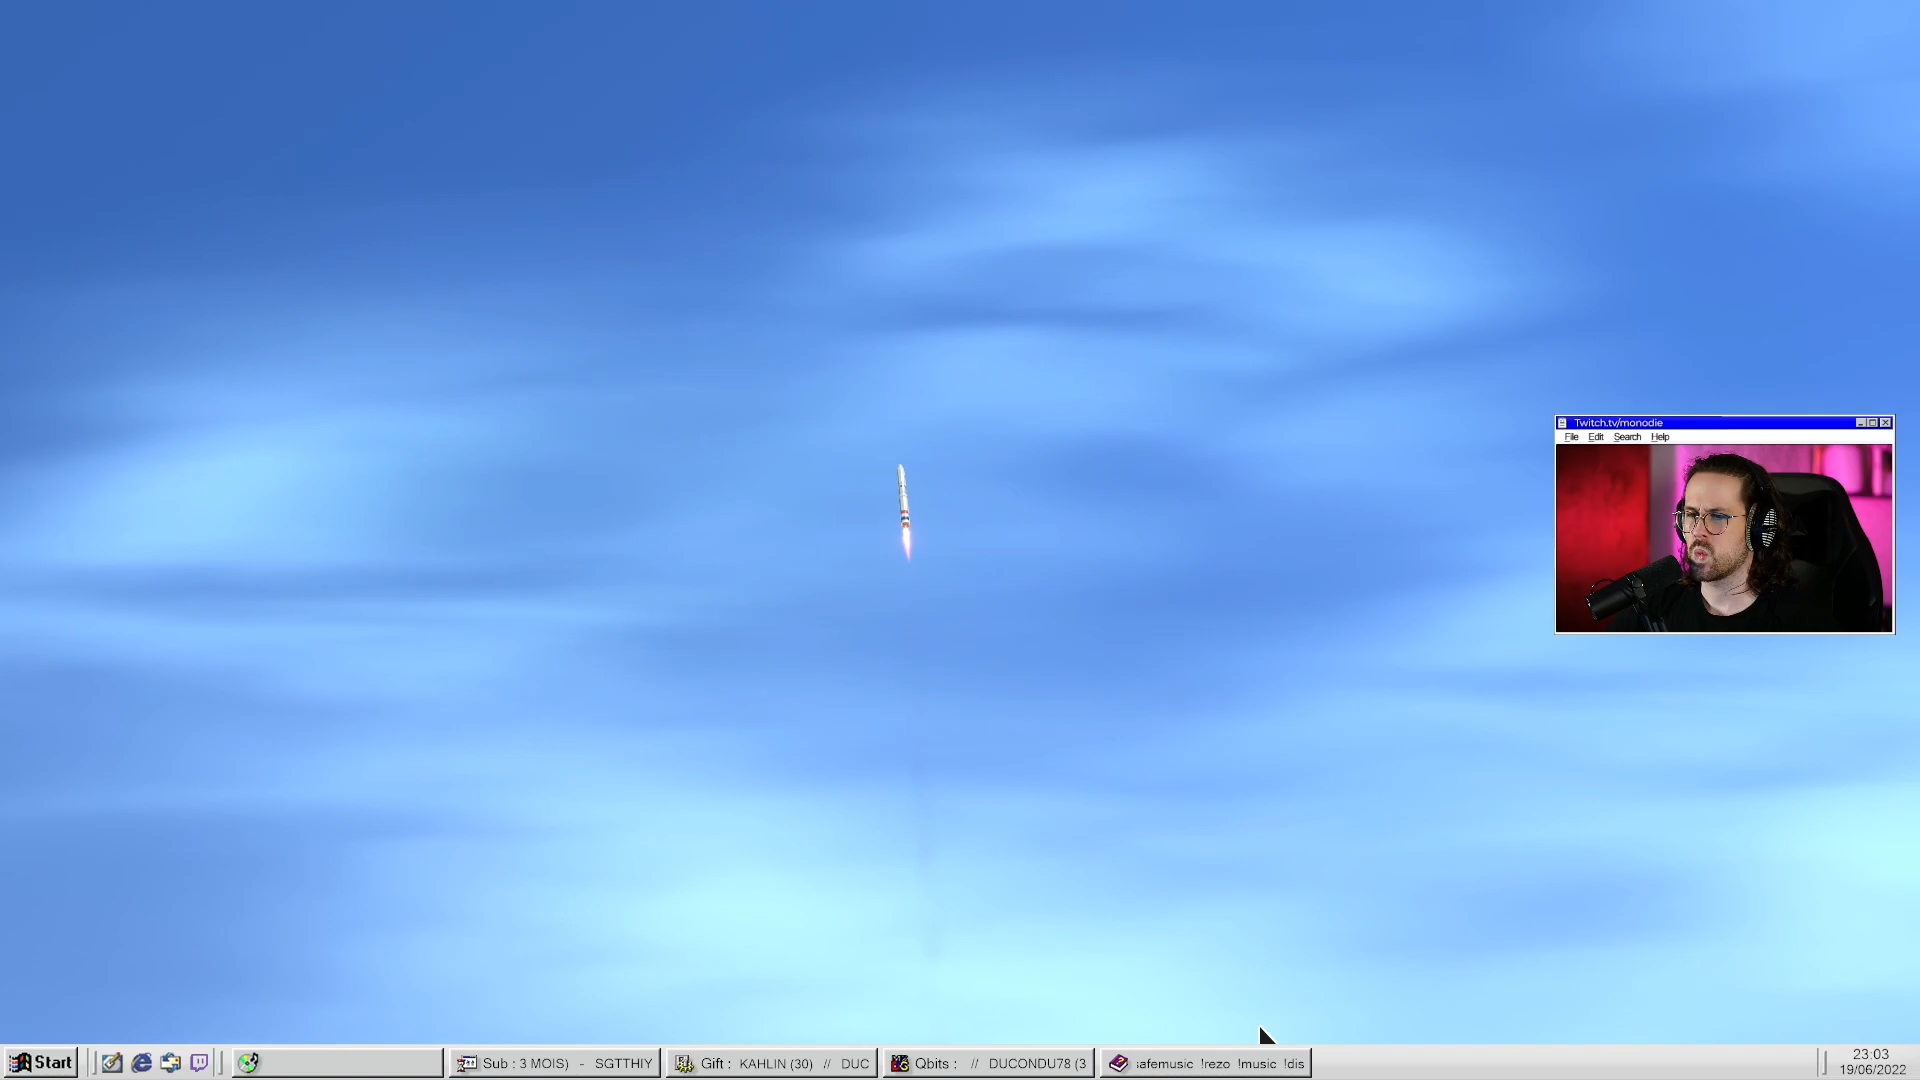 Twitch.tv/monodie
File Edit Search Help
Start
Sub : 3 MOIS) - SGTTHIY
Gift : KAHLIN (30) // DUC
Qbits : // DUCONDU78 (3
safemusic !rezo !music !dis
23:03
19/06/2022